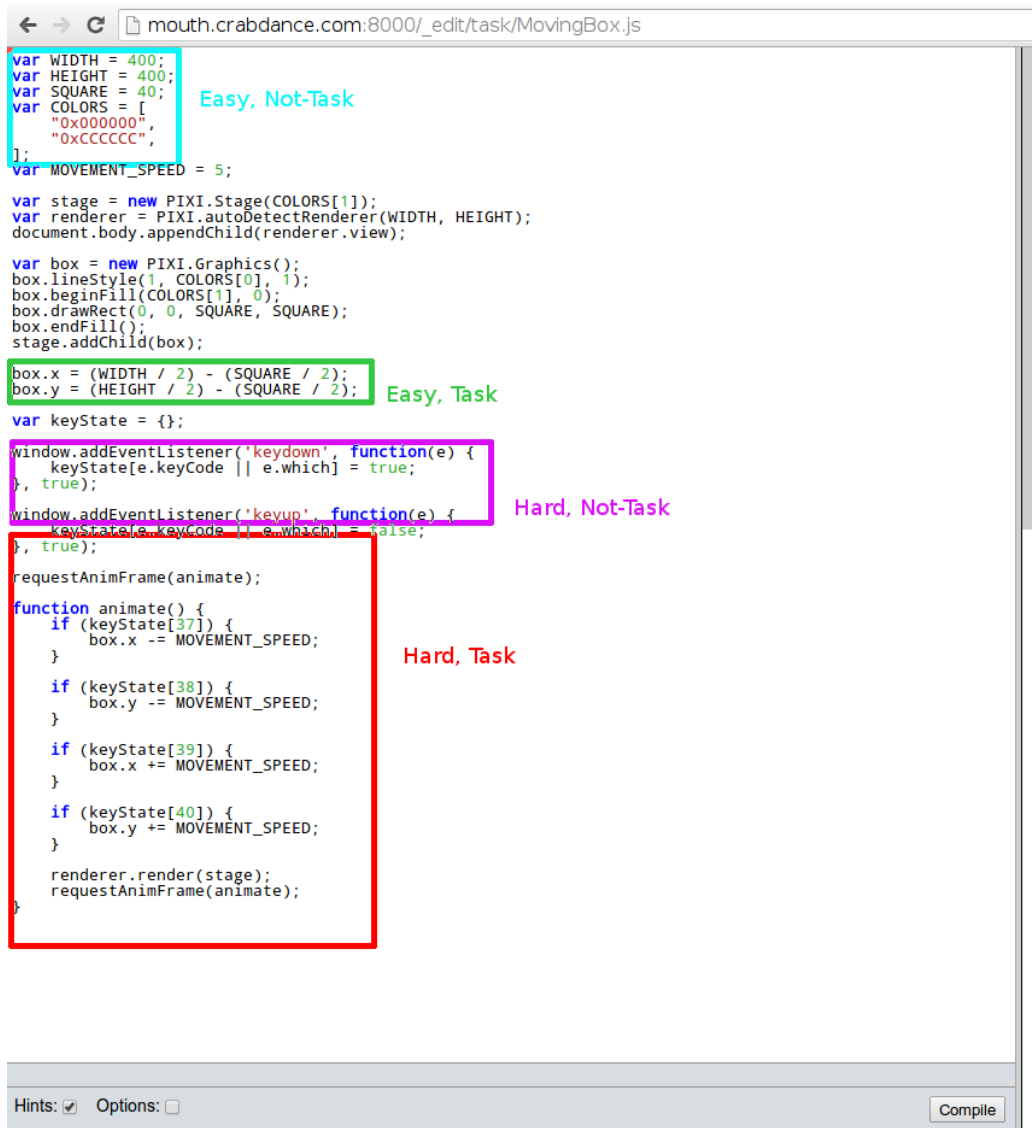 mouth.crabdance.com:8000/_edit/task/MovingBox.js
var WIDTH = 400;
var HEIGHT = 400;
var SQUARE = 40;
var COLORS = [
    "0x000000",
    "0xCCCCCC",
];
Easy, Not-Task
var MOVEMENT_SPEED = 5;
var stage = new PIXI.Stage(COLORS[1]);
var renderer = PIXI.autoDetectRenderer(WIDTH, HEIGHT);
document.body.appendChild(renderer.view);
var box = new PIXI.Graphics();
box.lineStyle(1, COLORS[0], 1);
box.beginFill(COLORS[1], 0);
box.drawRect(0, 0, SQUARE, SQUARE);
box.endFill();
stage.addChild(box);
box.x = (WIDTH / 2) - (SQUARE / 2);
box.y = (HEIGHT / 2) - (SQUARE / 2);
Easy, Task
var keyState = {};
window.addEventListener('keydown', function(e) {
    keyState[e.keyCode || e.which] = true;
}, true);
window.addEventListener('keyup', function(e) {
    keyState[e.keyCode || e.which] = false;
}, true);
Hard, Not-Task
requestAnimFrame(animate);
function animate() {
    if (keyState[37]) {
        box.x -= MOVEMENT_SPEED;
    }
    if (keyState[38]) {
        box.y -= MOVEMENT_SPEED;
    }
    if (keyState[39]) {
        box.x += MOVEMENT_SPEED;
    }
    if (keyState[40]) {
        box.y += MOVEMENT_SPEED;
    }
    renderer.render(stage);
    requestAnimFrame(animate);
}
Hard, Task
Hints: Options: Compile